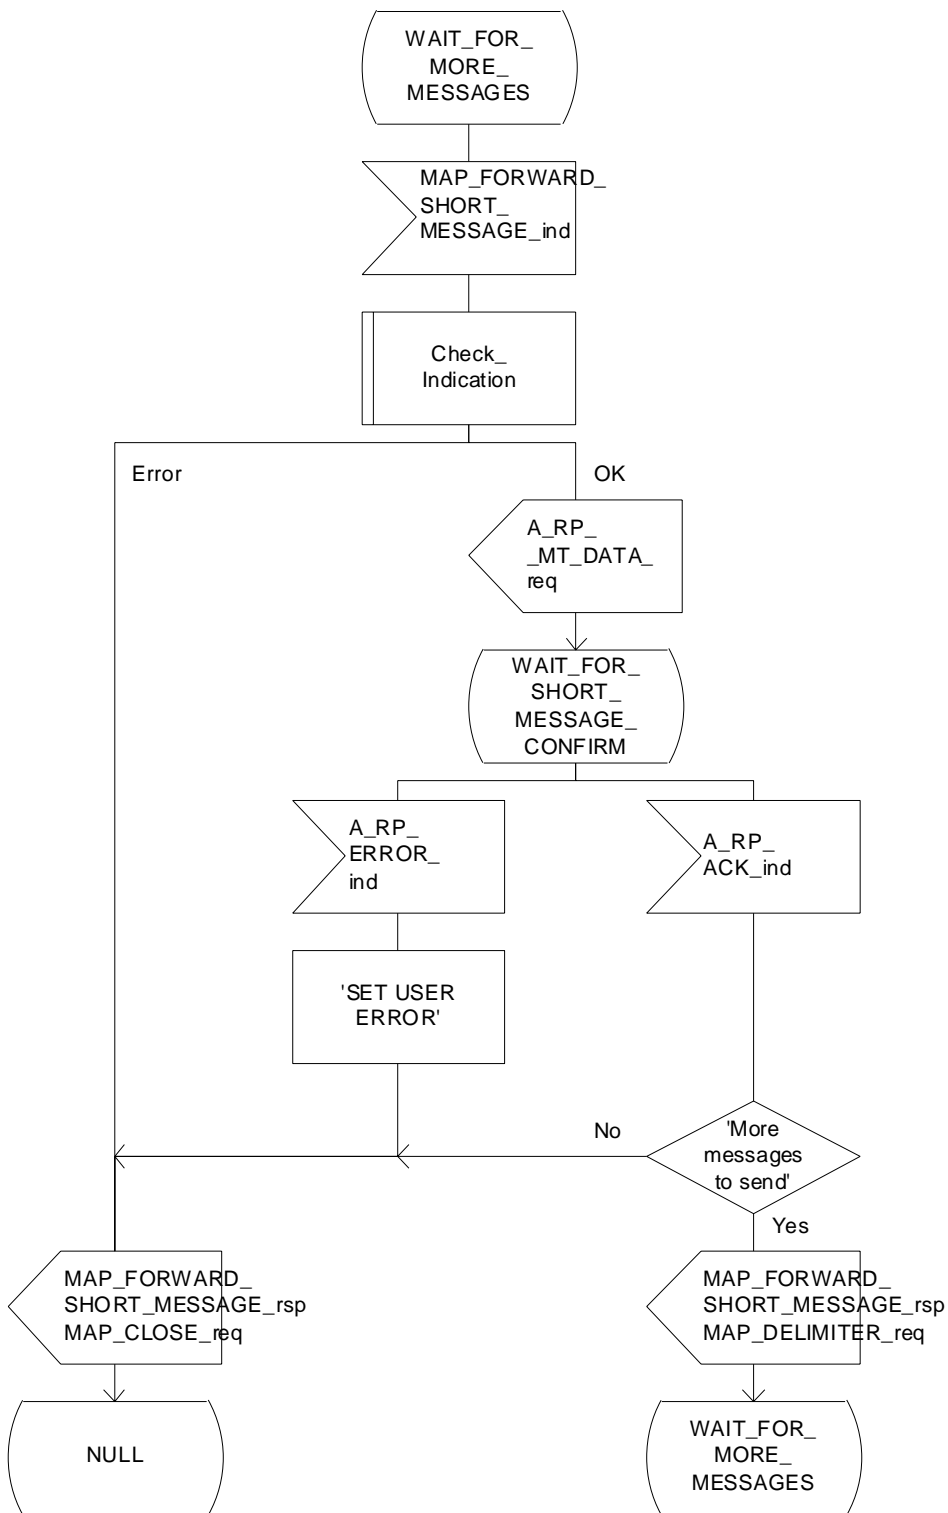 WAIT_FOR_
MORE_
MESSAGES
MAP_FORWARD_
SHORT_
MESSAGE_ind
Check_
Indication
Error
OK
A_RP_
_MT_DATA_
req
WAIT_FOR_
SHORT_
MESSAGE_
CONFIRM
A_RP_
ERROR_
ind
A_RP_
ACK_ind
'SET USER
ERROR'
No
'More
messages
to send'
Yes
MAP_FORWARD_
SHORT_MESSAGE_rsp
MAP_CLOSE_req
MAP_FORWARD_
SHORT_MESSAGE_rsp
MAP_DELIMITER_req
NULL
WAIT_FOR_
MORE_
MESSAGES